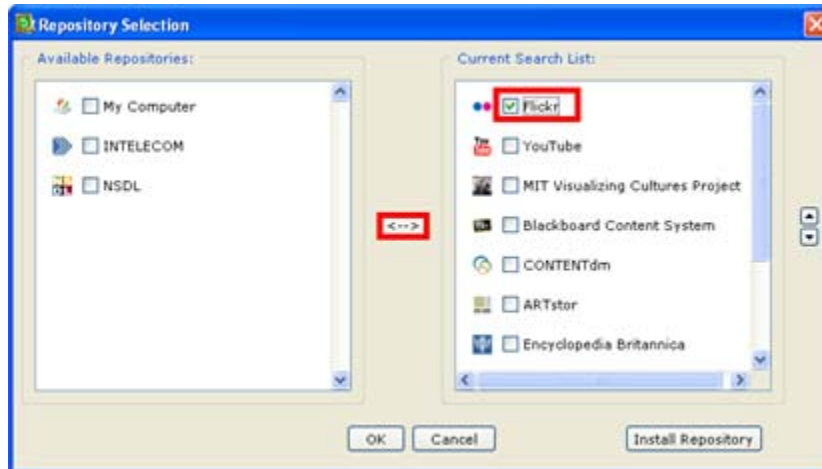 Repository Selection
Available Repositories:
My Computer
INTELECOM
NSDL
<-->
Current Search List:
Flickr
YouTube
MIT Visualizing Cultures Project
Blackboard Content System
CONTENTdm
ARTstor
Encyclopedia Britannica
OK
Cancel
Install Repository